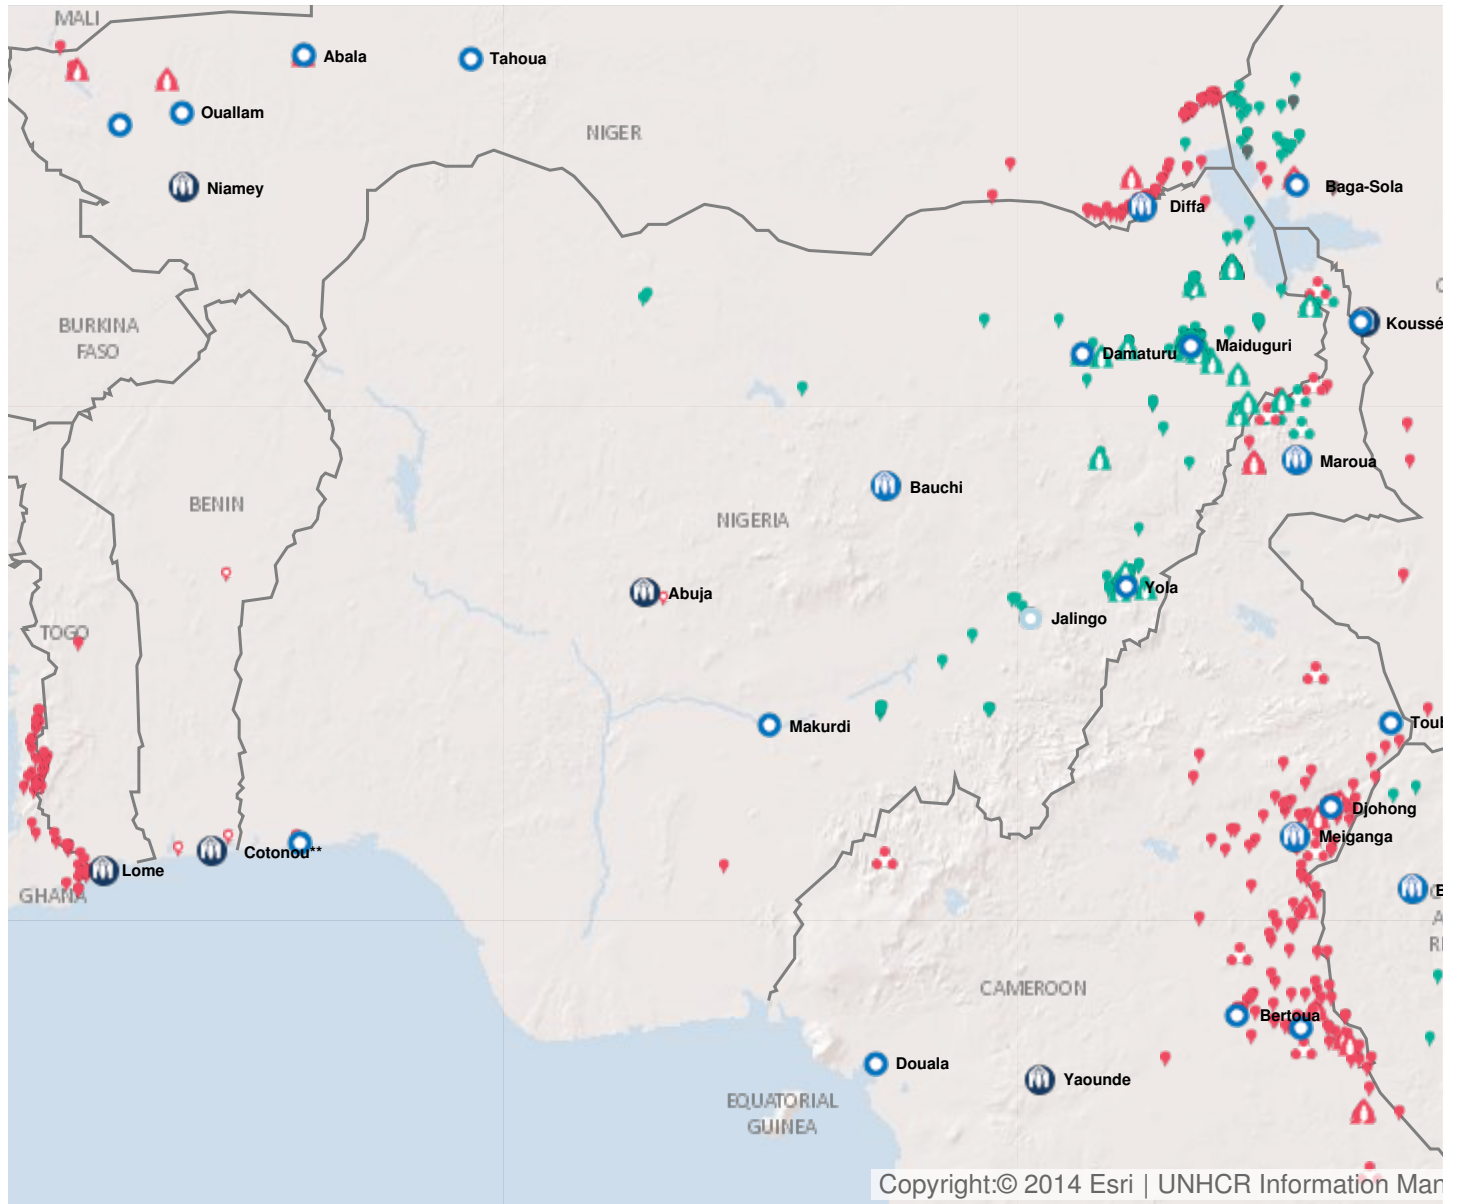 MALI
Abala
Tahoua
Ouallam
NIGER
Niamey
Baga-Sola
Diffa
BURKINA
FASO
Koussé
Damaturu
Maiduguri
Maroua
BENIN
Bauchi
NIGERIA
Abuja
Yola
TOGO
Jalingo
Makurdi
Toul
Djohong
Meiganga
Cotonou**
Lome
GHANA
CAMEROON
Bertoua
Douala
Yaounde
EQUATORIAL
GUINEA
Copyright:© 2014 Esri | UNHCR Information Man